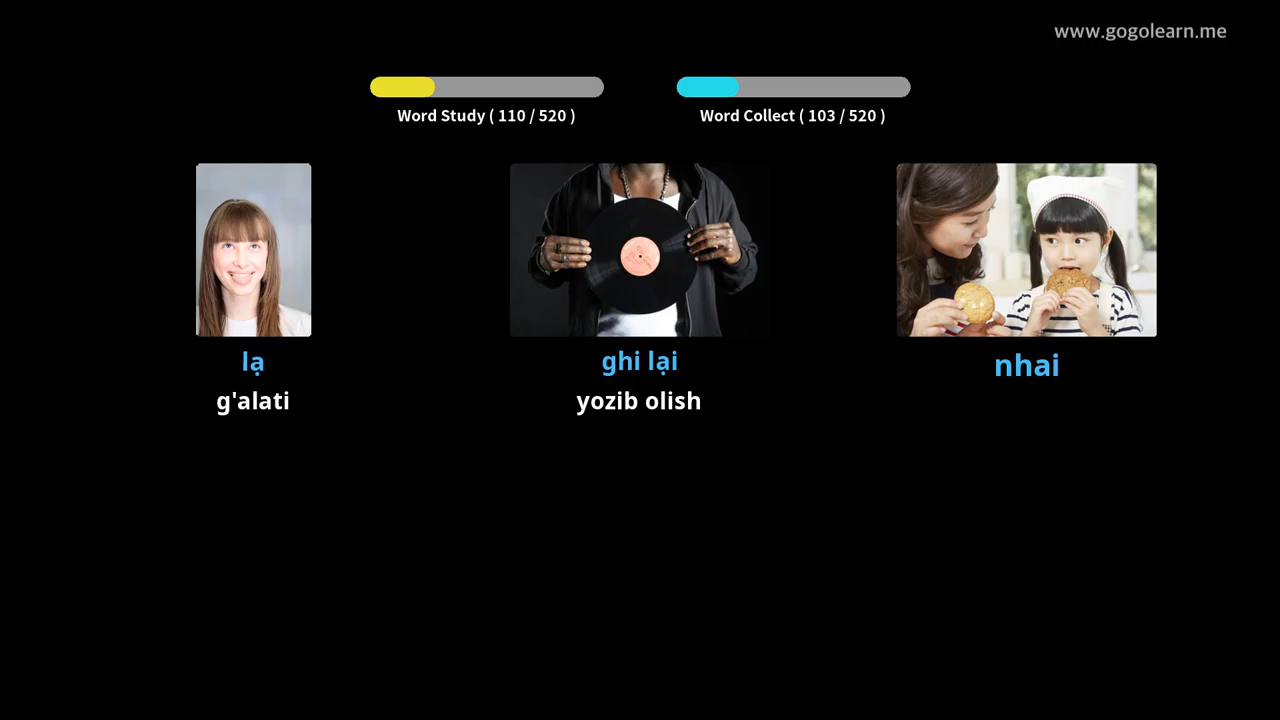 www.gogolearn.me
Word Study ( 110 / 520 )
Word Collect ( 103 / 520 )
lạ
ghi lại
nhai
g'alati
yozib olish